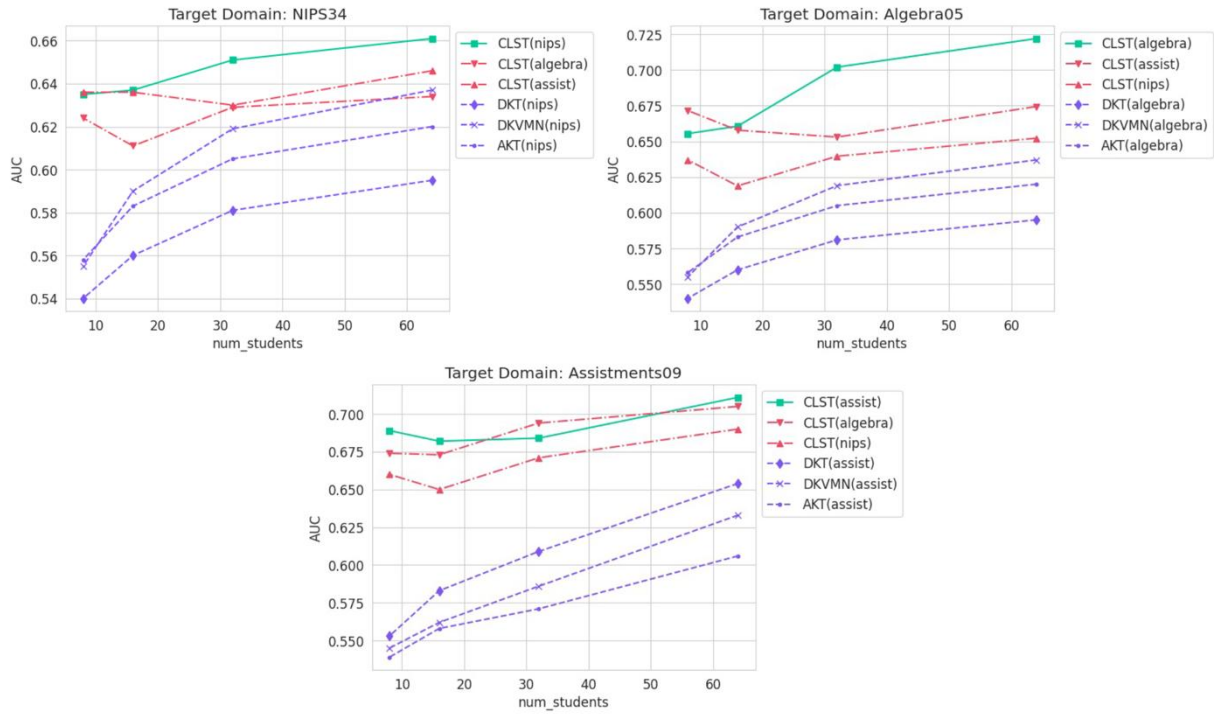 Target Domain: NIPS34
0.66
0.64
0.62
0.60
0.58
0.56
0.54
AUC
10
20
30
40
50
60
num_students
CLST(nips)
CLST(algebra)
CLST(assist)
DKT(nips)
DKVMN(nips)
AKT(nips)
Target Domain: Algebra05
0.725
0.700
0.675
0.650
0.625
0.600
0.575
0.550
AUC
10
20
30
40
50
60
num_students
CLST(algebra)
CLST(assist)
CLST(nips)
DKT(algebra)
DKVMN(algebra)
AKT(algebra)
Target Domain: Assistments09
0.700
0.675
0.650
0.625
0.600
0.575
0.550
AUC
10
20
30
40
50
60
num_students
CLST(assist)
CLST(algebra)
CLST(nips)
DKT(assist)
DKVMN(assist)
AKT(assist)